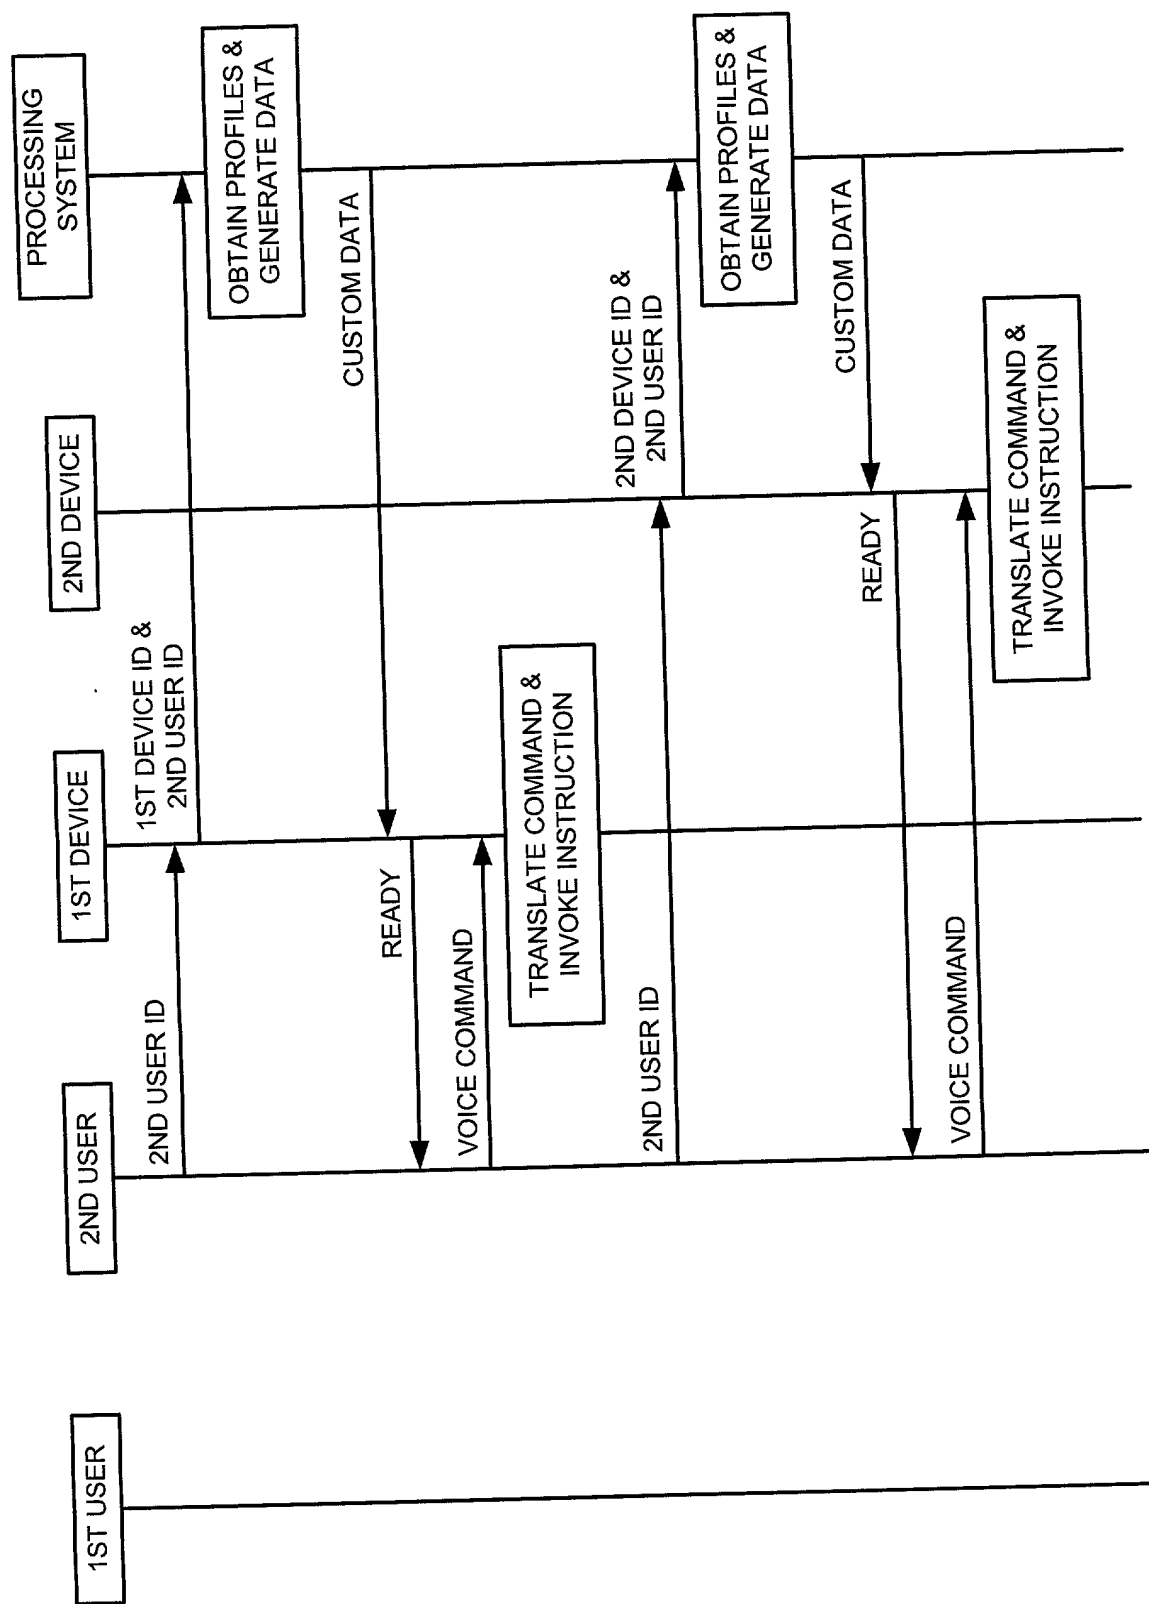 1ST USER
2ND USER
1ST DEVICE
2ND DEVICE
PROCESSING
SYSTEM
2ND USER ID
1ST DEVICE ID &
2ND USER ID
OBTAIN PROFILES &
GENERATE DATA
CUSTOM DATA
READY
VOICE COMMAND
TRANSLATE COMMAND &
INVOKE INSTRUCTION
2ND USER ID
2ND DEVICE ID &
2ND USER ID
OBTAIN PROFILES &
GENERATE DATA
CUSTOM DATA
READY
VOICE COMMAND
TRANSLATE COMMAND &
INVOKE INSTRUCTION